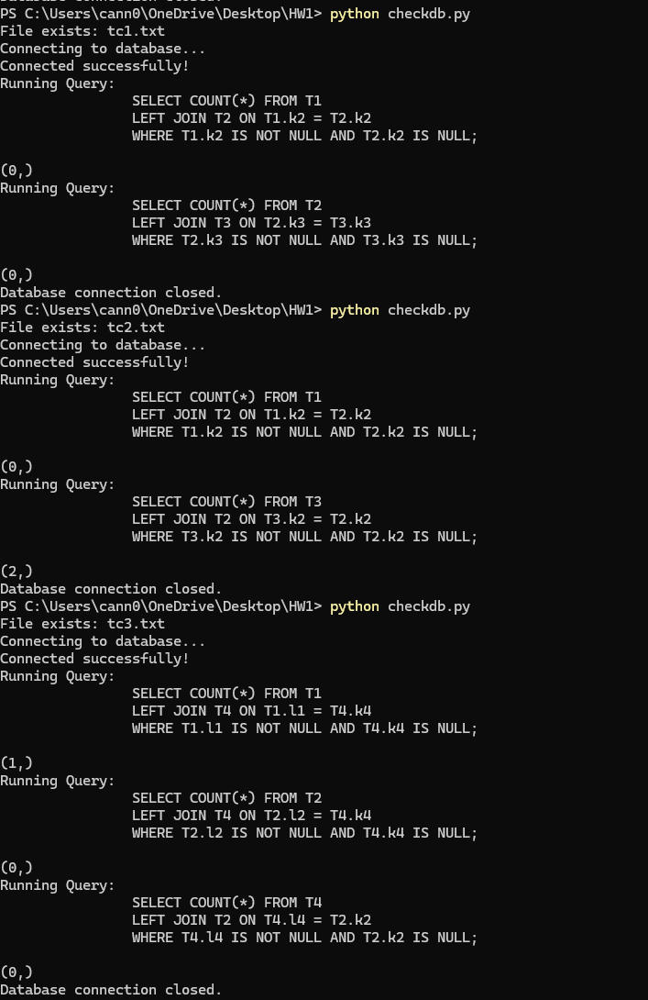 Database connection closed.
PS C:\Users\cann0\OneDrive\Desktop\HW1> python checkdb.py
File exists: tc1.txt
Connecting to database...
Connected successfully!
Running Query:
SELECT COUNT(*) FROM T1
LEFT JOIN T2 ON T1.k2 = T2.k2
WHERE T1.k2 IS NOT NULL AND T2.k2 IS NULL;
(0,)
Running Query:
SELECT COUNT(*) FROM T2
LEFT JOIN T3 ON T2.k3 = T3.k3
WHERE T2.k3 IS NOT NULL AND T3.k3 IS NULL;
(0,)
Database connection closed.
PS C:\Users\cann0\OneDrive\Desktop\HW1> python checkdb.py
File exists: tc2.txt
Connecting to database...
Connected successfully!
Running Query:
SELECT COUNT(*) FROM T1
LEFT JOIN T2 ON T1.k2 = T2.k2
WHERE T1.k2 IS NOT NULL AND T2.k2 IS NULL;
(0,)
Running Query:
SELECT COUNT(*) FROM T3
LEFT JOIN T2 ON T3.k2 = T2.k2
WHERE T3.k2 IS NOT NULL AND T2.k2 IS NULL;
(2,)
Database connection closed.
PS C:\Users\cann0\OneDrive\Desktop\HW1> python checkdb.py
File exists: tc3.txt
Connecting to database...
Connected successfully!
Running Query:
SELECT COUNT(*) FROM T1
LEFT JOIN T4 ON T1.l1 = T4.k4
WHERE T1.l1 IS NOT NULL AND T4.k4 IS NULL;
(1,)
Running Query:
SELECT COUNT(*) FROM T2
LEFT JOIN T4 ON T2.l2 = T4.k4
WHERE T2.l2 IS NOT NULL AND T4.k4 IS NULL;
(0,)
Running Query:
SELECT COUNT(*) FROM T4
LEFT JOIN T2 ON T4.l4 = T2.k2
WHERE T4.l4 IS NOT NULL AND T2.k2 IS NULL;
(0,)
Database connection closed.